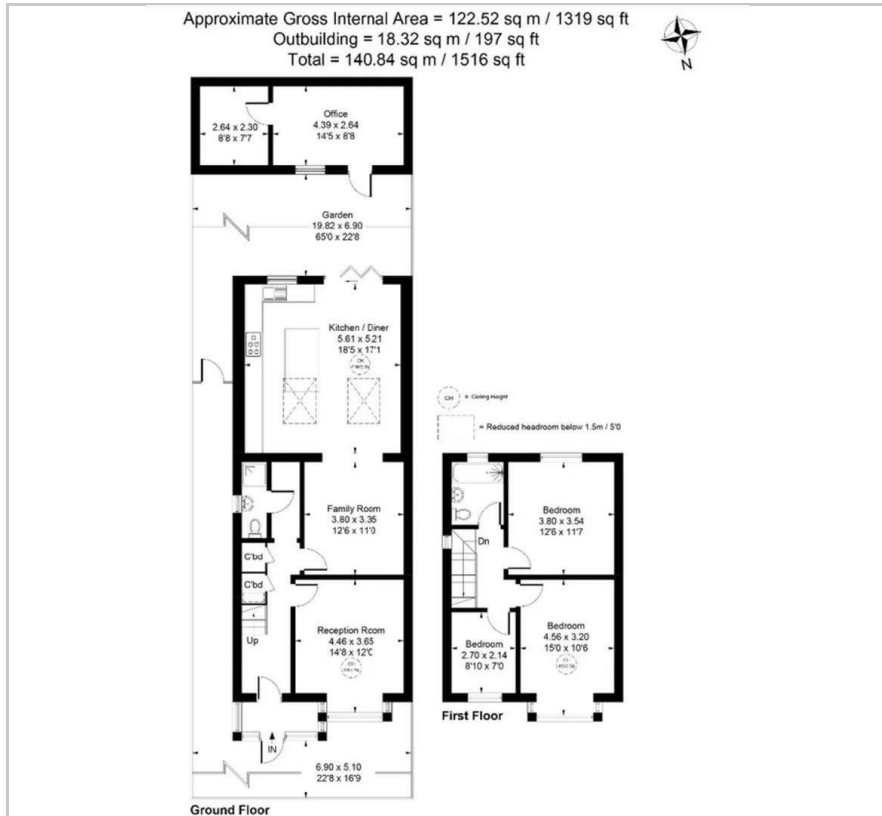 Approximate Gross Internal Area = 122.52 sq m / 1319 sq ft
Outbuilding = 18.32 sq m / 197 sq ft
Total = 140.84 sq m / 1516 sq ft
N
2.64 x 2.30
8'8 x 7'7
Office
4.39 x 2.64
14'5 x 8'8
Garden
19.82 x 6.90
65'0 x 22'8
Kitchen / Diner
5.61 x 5.21
18'5 x 17'1
CH
CH = Ceiling Height
= Reduced headroom below 1.5m / 5'0
Family Room
3.80 x 3.35
12'6 x 11'0
C'bd
C'bd
Up
Reception Room
4.46 x 3.65
14'8 x 12'0
IN
6.90 x 5.10
22'8 x 16'9
Ground Floor
Bedroom
3.80 x 3.54
12'6 x 11'7
Dn
Bedroom
4.56 x 3.20
15'0 x 10'6
Bedroom
2.70 x 2.14
8'10 x 7'0
First Floor